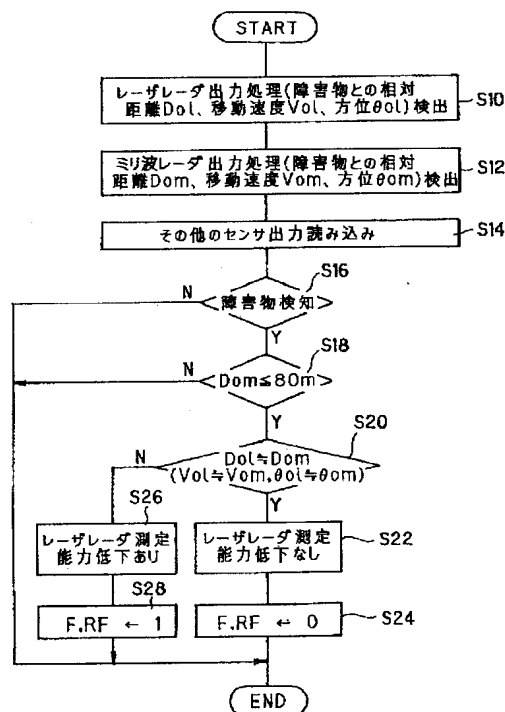 START
レーザレーダ出力処理(障害物との相対
距離Dol、移動速度Vol、方位θol)検出
S10
ミリ波レーダ出力処理(障害物との相対
距離Dom、移動速度Vom、方位θom)検出
S12
その他のセンサ出力読み込み
S14
S16
N
障害物検知
Y
S18
N
Dom≤80m
Y
S20
N
Dol≒Dom
(Vol≒Vom,θol≒θom)
Y
S26
レーザレーダ測定
能力低下あり
レーザレーダ測定
能力低下なし
S22
S28
F.RF ← 1
F.RF ← 0
S24
END